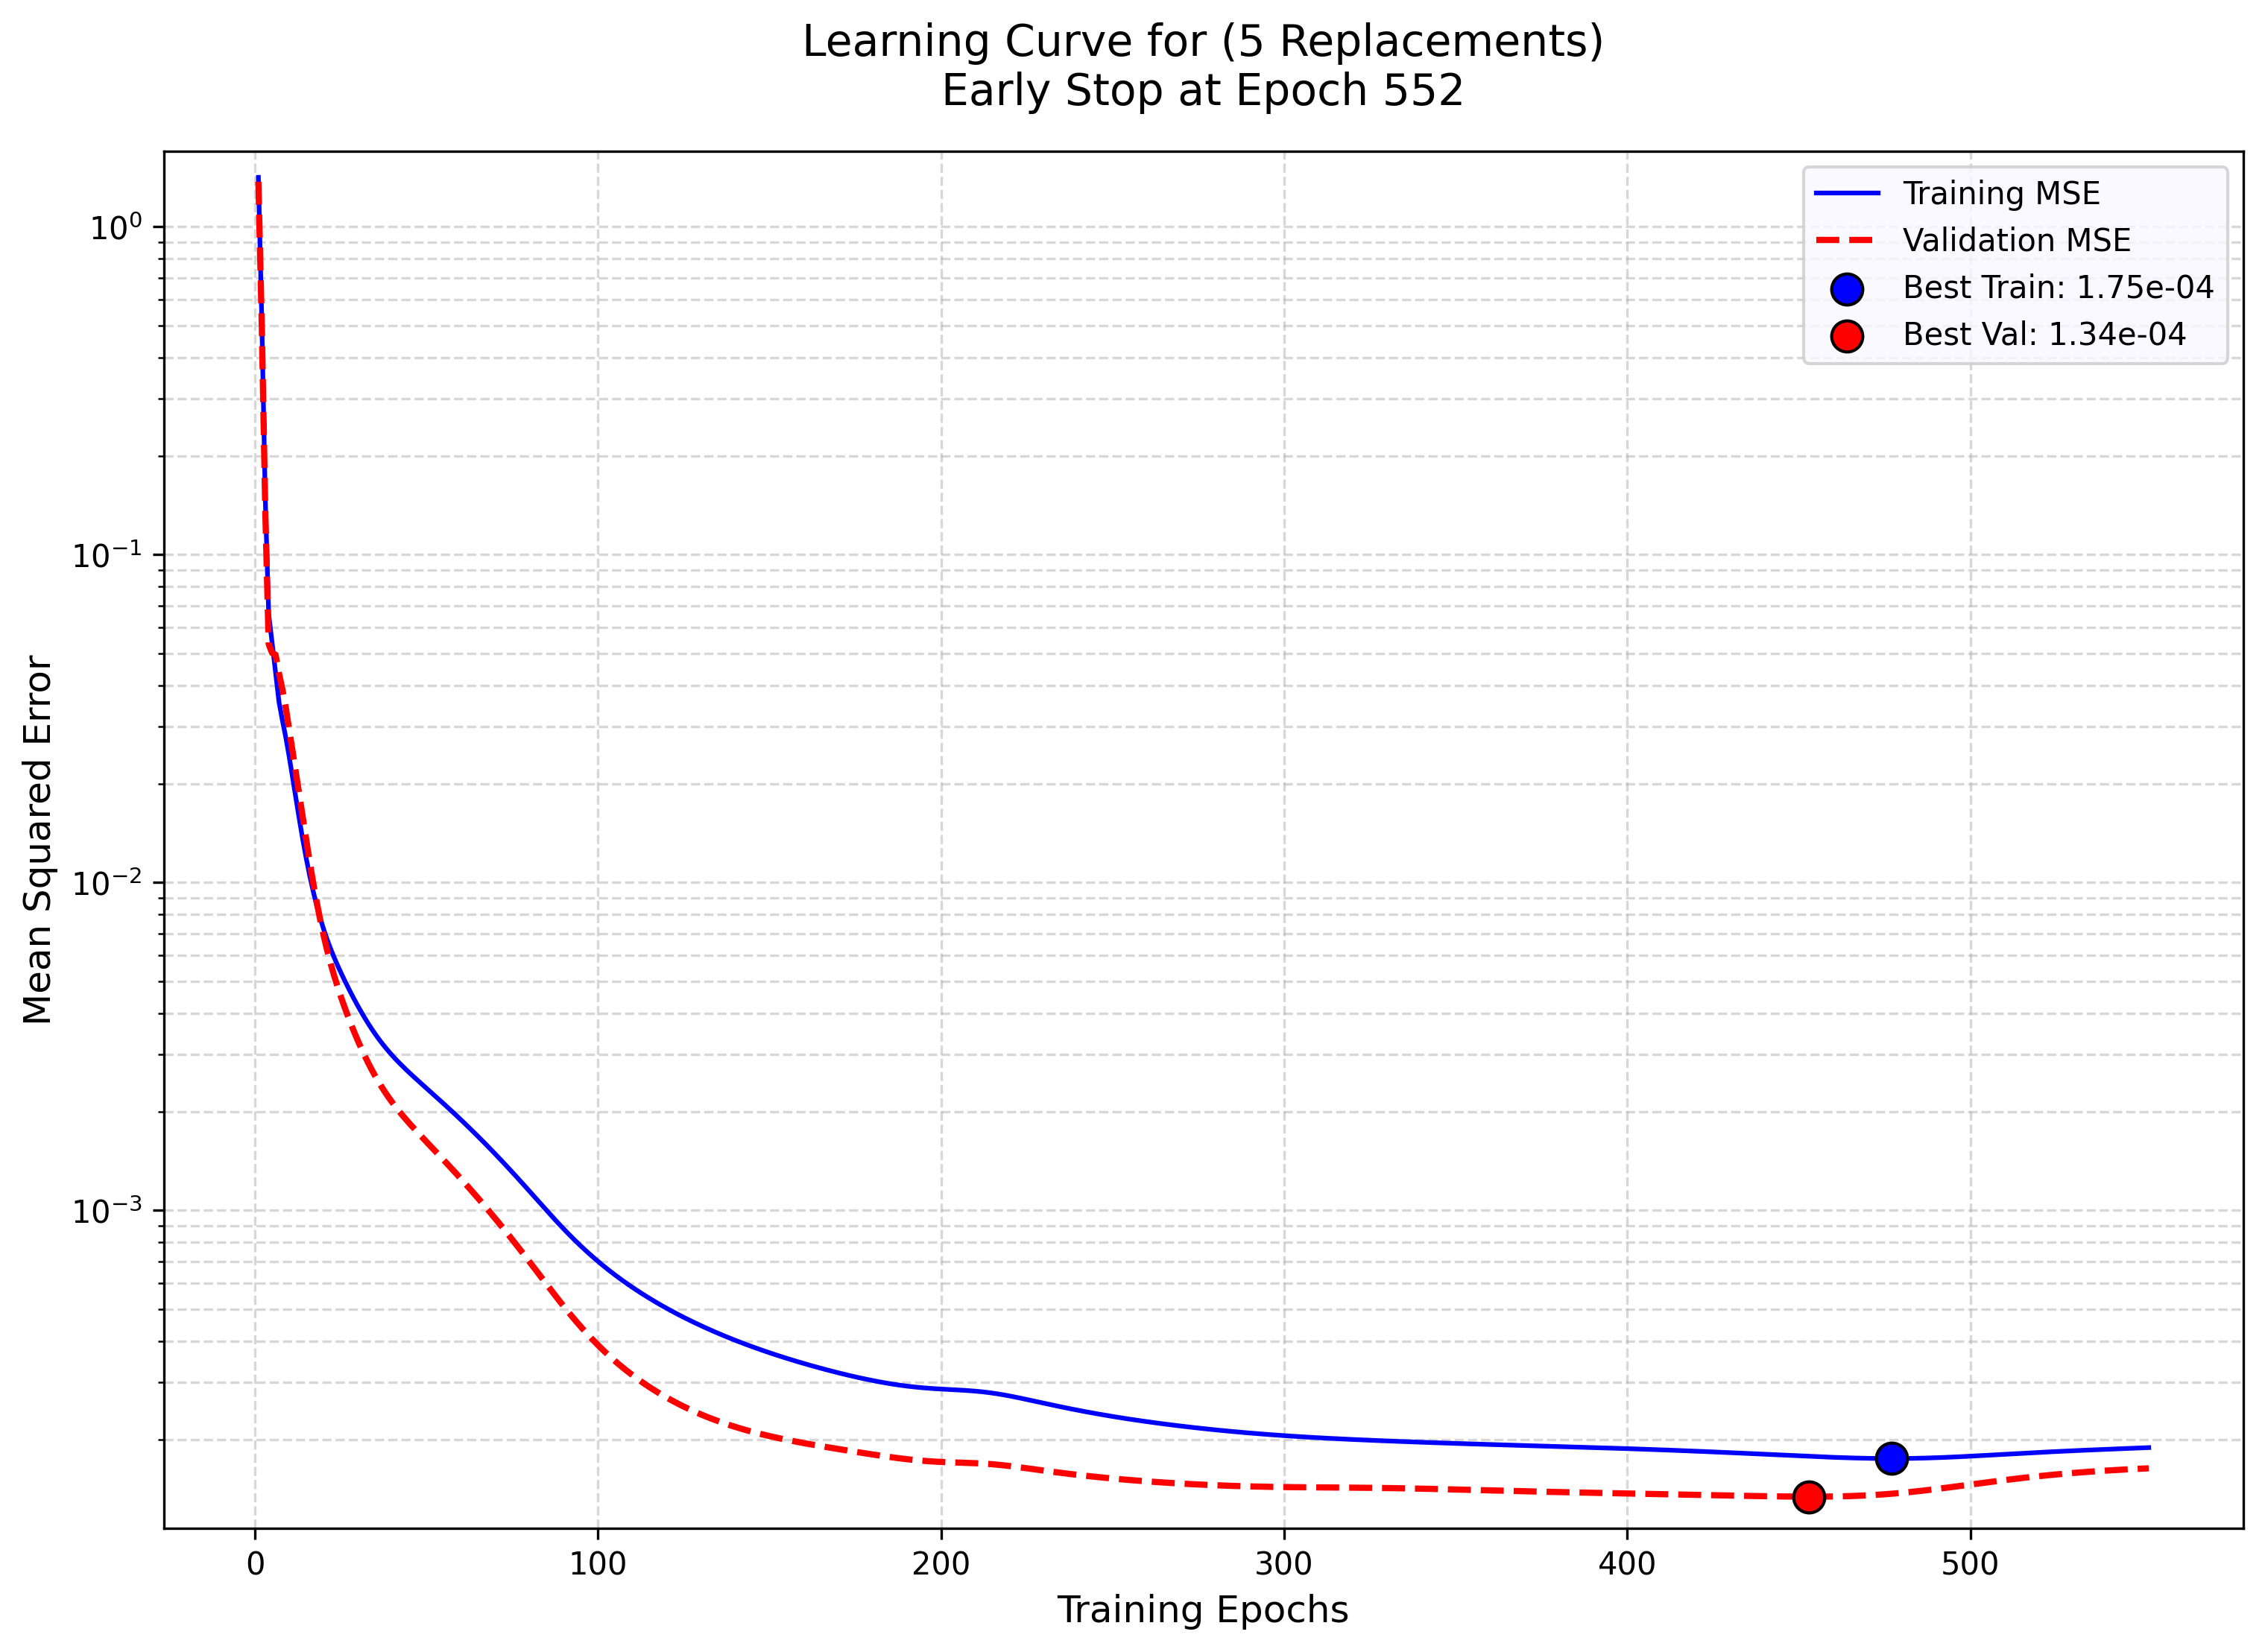 Learning Curve for (5 Replacements)
Early Stop at Epoch 552
Training MSE
Validation MSE
Best Train: 1.75e-04
Best Val: 1.34e-04
Mean Squared Error
10⁰
10⁻¹
10⁻²
10⁻³
0 100 200 300 400 500
Training Epochs